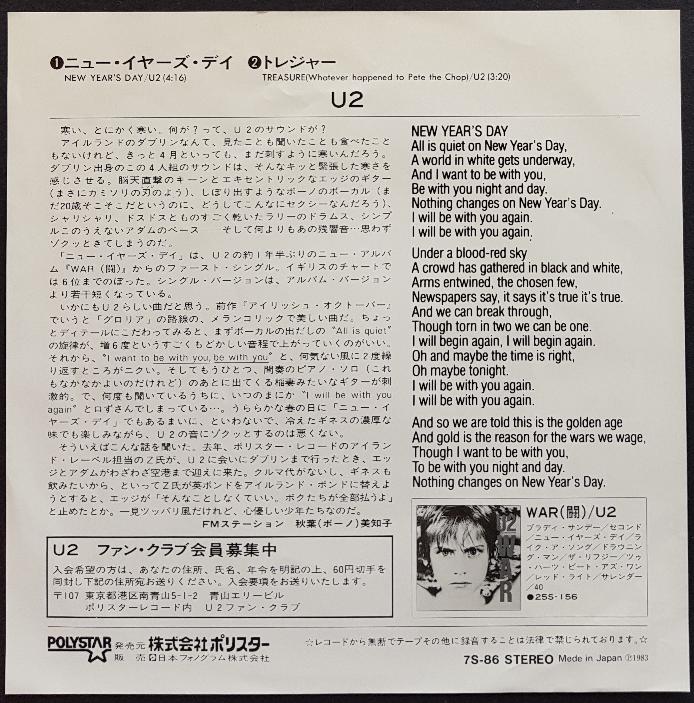 ❶ニュー・イヤーズ・デイ ❷トレジャー
NEW YEAR'S DAY/U2(4:16) TREASURE(Whatever happened to Pete the Chop)/U2(3:20)
U2
寒い、とにかく寒い。何が？って、U2のサウンドが？
アイルランドのダブリンなんて、見たことも聞いたことも食べたこと
もないけれど、きっと4月といっても、まだ刺すように寒いんだろう。
ダブリン出身のこの4人組のサウンドは、そんなキッと緊張した寒さを
感じさせる。脳天直撃のキーンとエキセントリックなエッジのギター
(まさにカミソリの刃のよう)、しぼり出すようなボーノのボーカル(ま
だ20歳そこそこだというのに、どうしてこんなにセクシーなんだろう)、
シャリシャリ、ドスドスとものすごく乾いたラリーのドラムス、シンプ
ルこのうえないアダムのベース――そして何よりもあの残響音…思わず
ゾクッときてしまうのだ。
「ニュー・イヤーズ・デイ」は、U2の約1年半ぶりのニュー・アルバ
ム『WAR(闘)』からのファースト・シングル。イギリスのチャートで
は6位までのぼった。シングル・バージョンは、アルバム・バージョン
より若干短くなっている。
いかにもU2らしい曲だと思う。前作『アイリッシュ・オクトーバー』
でいうと「グロリア」の路線の、メランコリックで美しい曲だ。ちょっ
とディテールにこだわってみると、まずボーカルの出だしの"All is quiet"
の旋律が、増6度というすごくもどかしい音程で上がっていくのがいい。
それから、"I want to be with you, be with you"と、何気ない風に2度繰
り返すところがニクい。そしてもうひとつ、間奏のピアノ・ソロ(これ
もなかなかよいのだけれど)のあとに出てくる稲妻みたいなギターが刺
激的。で、何度も聞いているうちに、いつのまにか"I will be with you
again"と口ずさんでしまっている…。うららかな春の日に「ニュー・イヤ
ーズ・デイ」でもあるまいに、といわないで、冷えたギネスの濃厚な
味でも楽しみながら、U2の音にゾクッとするのは悪くない。
そういえばこんな話を聞いた。去年、ポリスター・レコードのアイラン
ド・レーベル担当のZ氏が、U2に会いにダブリンまで行ったとき、エッ
ジとアダムがわざわざ空港まで迎えに来た。クルマ代がないし、ギネスも
飲みたいから、といってZ氏が英ポンドをアイルランド・ポンドに替えよ
うとすると、エッジが「そんなことしなくていい。ボクたちが全部払うよ」
と止めたとか。一見ツッパリ風だけれど、心優しい少年たちなのだ。
FMステーション 秋葉(ボーノ)美知子
NEW YEAR'S DAY
All is quiet on New Year's Day,
A world in white gets underway,
And I want to be with you,
Be with you night and day.
Nothing changes on New Year's Day.
I will be with you again.
I will be with you again.
Under a blood-red sky
A crowd has gathered in black and white,
Arms entwined, the chosen few,
Newspapers say, it says it's true it's true.
And we can break through,
Though torn in two we can be one.
I will begin again, I will begin again.
Oh and maybe the time is right,
Oh maybe tonight.
I will be with you again.
I will be with you again.
And so we are told this is the golden age
And gold is the reason for the wars we wage,
Though I want to be with you,
To be with you night and day.
Nothing changes on New Year's Day.
U2 ファン・クラブ会員募集中
入会希望の方は、あなたの住所、氏名、年令を明記の上、60円切手を
同封し下記の住所宛お送りください。入会要項をお送りいたします。
〒107 東京都港区南青山5-1-2 青山エリービル
ポリスターレコード内 U2ファン・クラブ
U2
WAR
WAR(闘)/U2
ブラディ・サンデー/セコンド
/ニュー・イヤーズ・デイ/ラ
イク・ア・ソング/ドラウニン
グ・マン/ザ・リフジー/ツゥ
・ハーツ・ビート・アズ・ワン
/レッド・ライト/サレンダー
/40
●25S-156
POLYSTAR 発売元 株式会社ポリスター
販売 日本フォノグラム株式会社
☆レコードから無断でテープその他に録音することは法律で禁じられております。☆
7S-86 STEREO Made in Japan Ⓟ1983